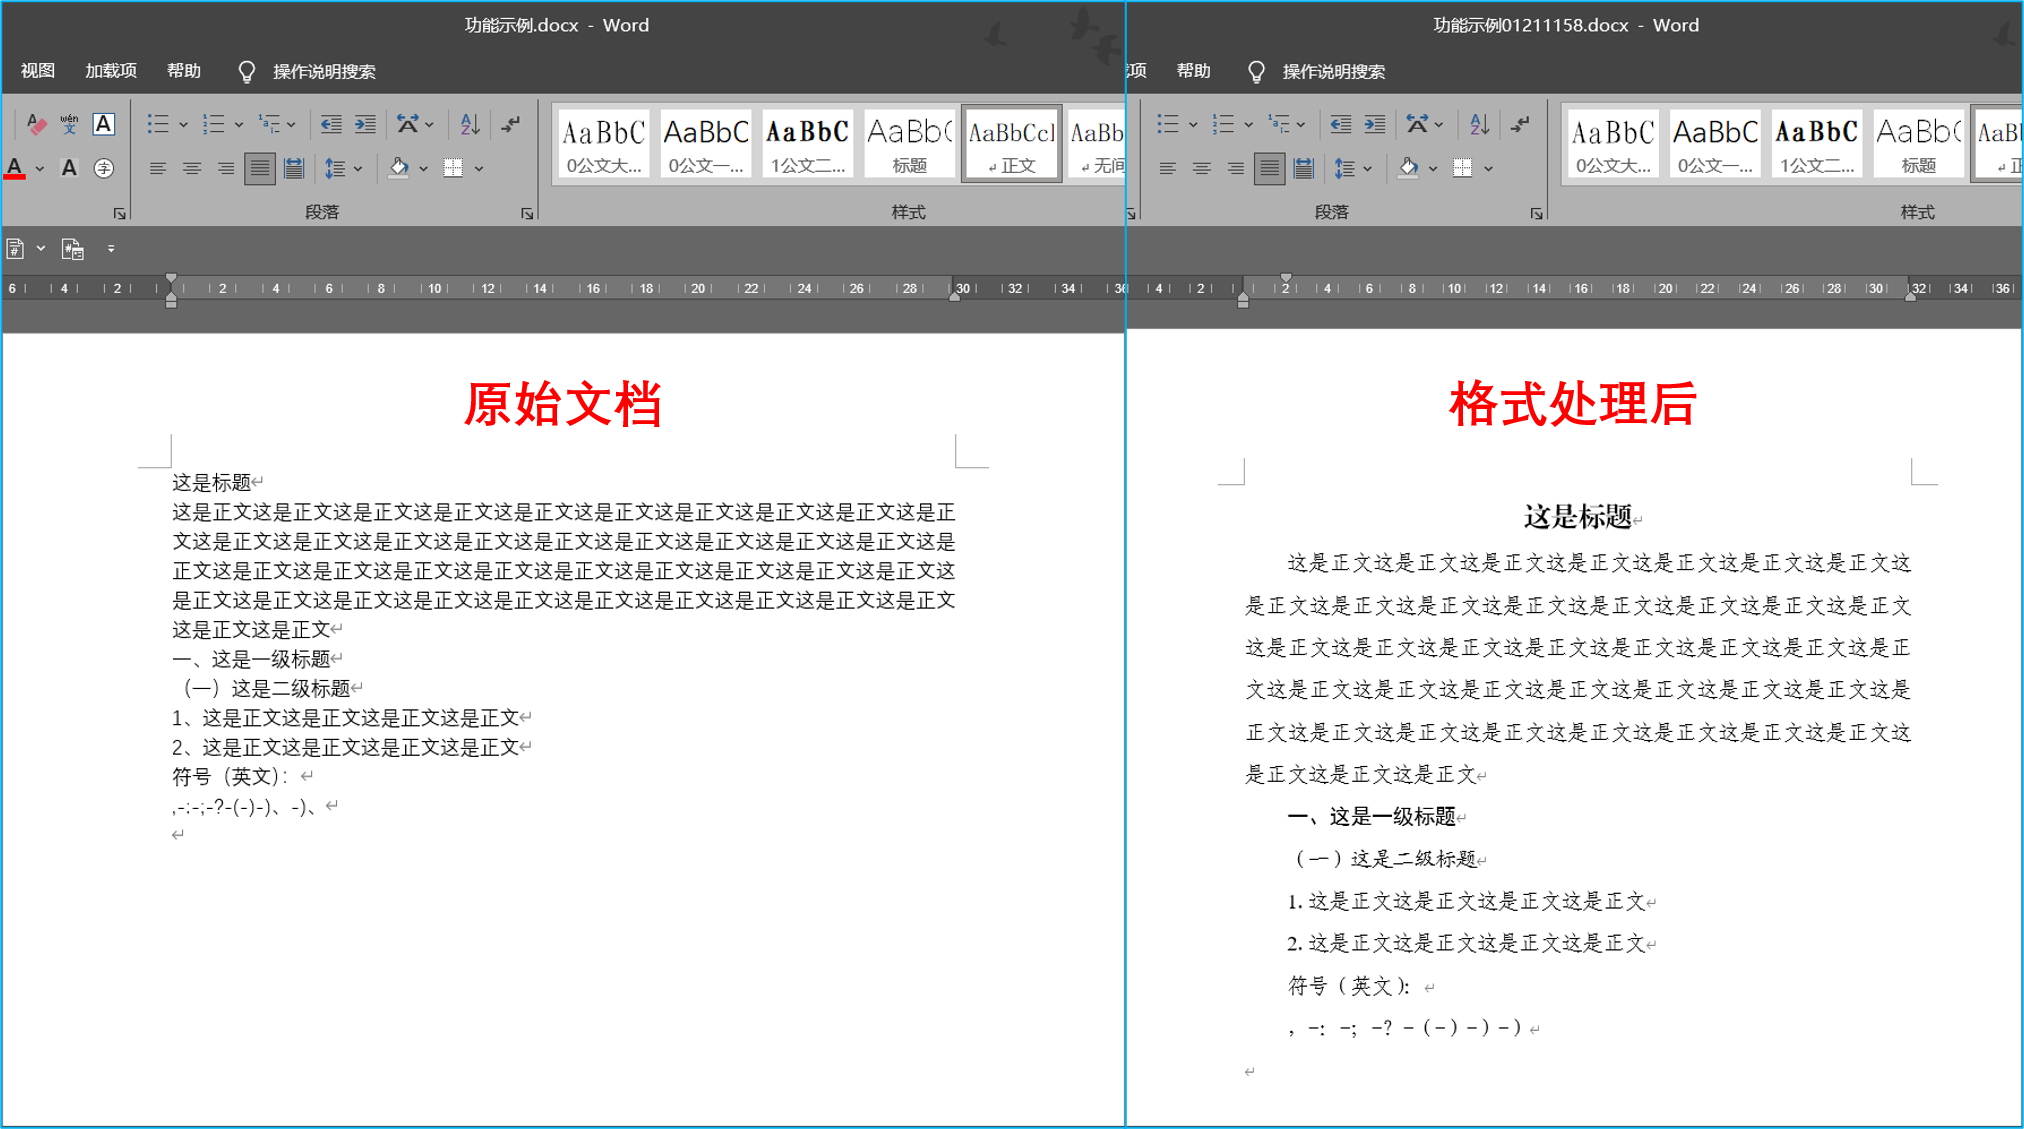 功能示例.docx - Word
视图 加载项 帮助 操作说明搜索
AaBbC AaBbC AaBbC AaBb AaBbCcl AaBb
0公文大... 0公文一... 1公文二... 标题 正文 无间
段落 样式
6 4 2 2 4 6 8 10 12 14 16 18 20 22 24 26 28 30 32 34 36
原始文档
这是标题
这是正文这是正文这是正文这是正文这是正文这是正文这是正文这是正文这是正文这是正
文这是正文这是正文这是正文这是正文这是正文这是正文这是正文这是正文这是正文这是
正文这是正文这是正文这是正文这是正文这是正文这是正文这是正文这是正文这是正文这
是正文这是正文这是正文这是正文这是正文这是正文这是正文这是正文这是正文这是正文
这是正文这是正文
一、这是一级标题
（一）这是二级标题
1、这是正文这是正文这是正文这是正文
2、这是正文这是正文这是正文这是正文
符号（英文）：
,-:-;-?-(-)-)、-)、
功能示例01211158.docx - Word
项 帮助 操作说明搜索
AaBbC AaBbC AaBbC AaBb AaB
0公文大... 0公文一... 1公文二... 标题 正
段落 样式
4 2 2 4 6 8 10 12 14 16 18 20 22 24 26 28 30 32 34 36
格式处理后
这是标题
这是正文这是正文这是正文这是正文这是正文这是正文这是正文这
是正文这是正文这是正文这是正文这是正文这是正文这是正文这是正文
这是正文这是正文这是正文这是正文这是正文这是正文这是正文这是正
文这是正文这是正文这是正文这是正文这是正文这是正文这是正文这是
正文这是正文这是正文这是正文这是正文这是正文这是正文这是正文这
是正文这是正文这是正文
一、这是一级标题
（一）这是二级标题
1. 这是正文这是正文这是正文这是正文
2. 这是正文这是正文这是正文这是正文
符号（英文）：
，-：-；-？-（-）-）-）